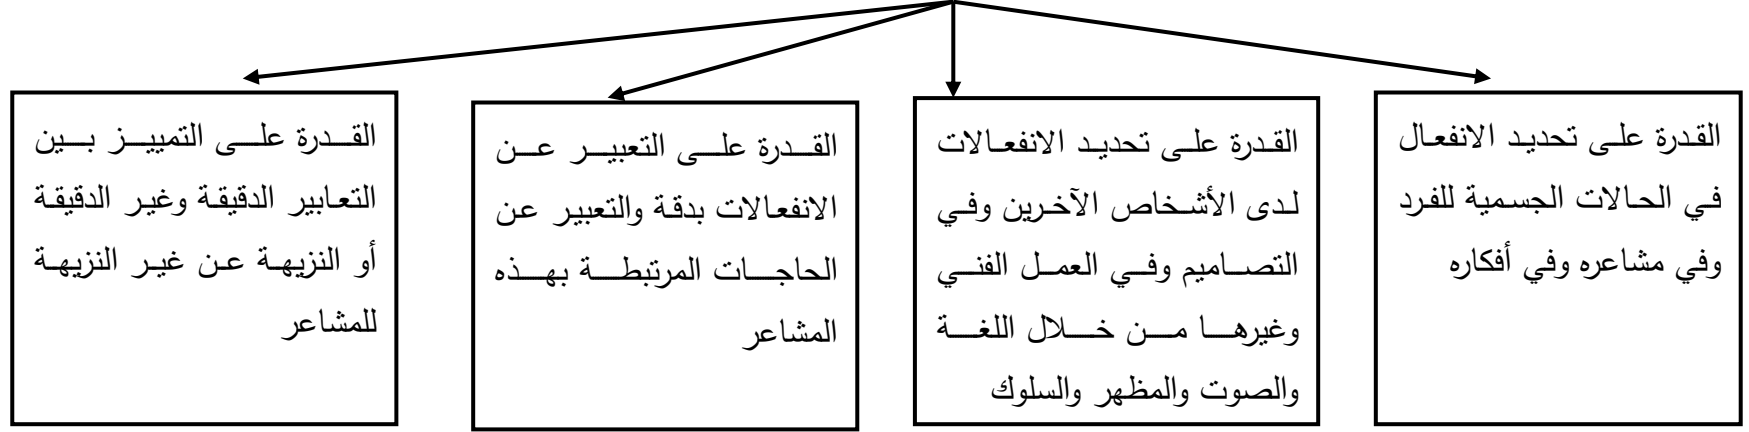 القدرة على تحديد الانفعال
في الحالات الجسمية للفرد
وفي مشاعره وفي أفكاره
القدرة على تحديد الانفعالات
لدى الأشخاص الآخرين وفي
التصاميم وفي العمل الفني
وغيرها من خلال اللغة
والصوت والمظهر والسلوك
القدرة على التعبير عن
الانفعالات بدقة والتعبير عن
الحاجات المرتبطة بهذه
المشاعر
القدرة على التمييز بين
التعابير الدقيقة وغير الدقيقة
أو النزيهة عن غير النزيهة
للمشاعر